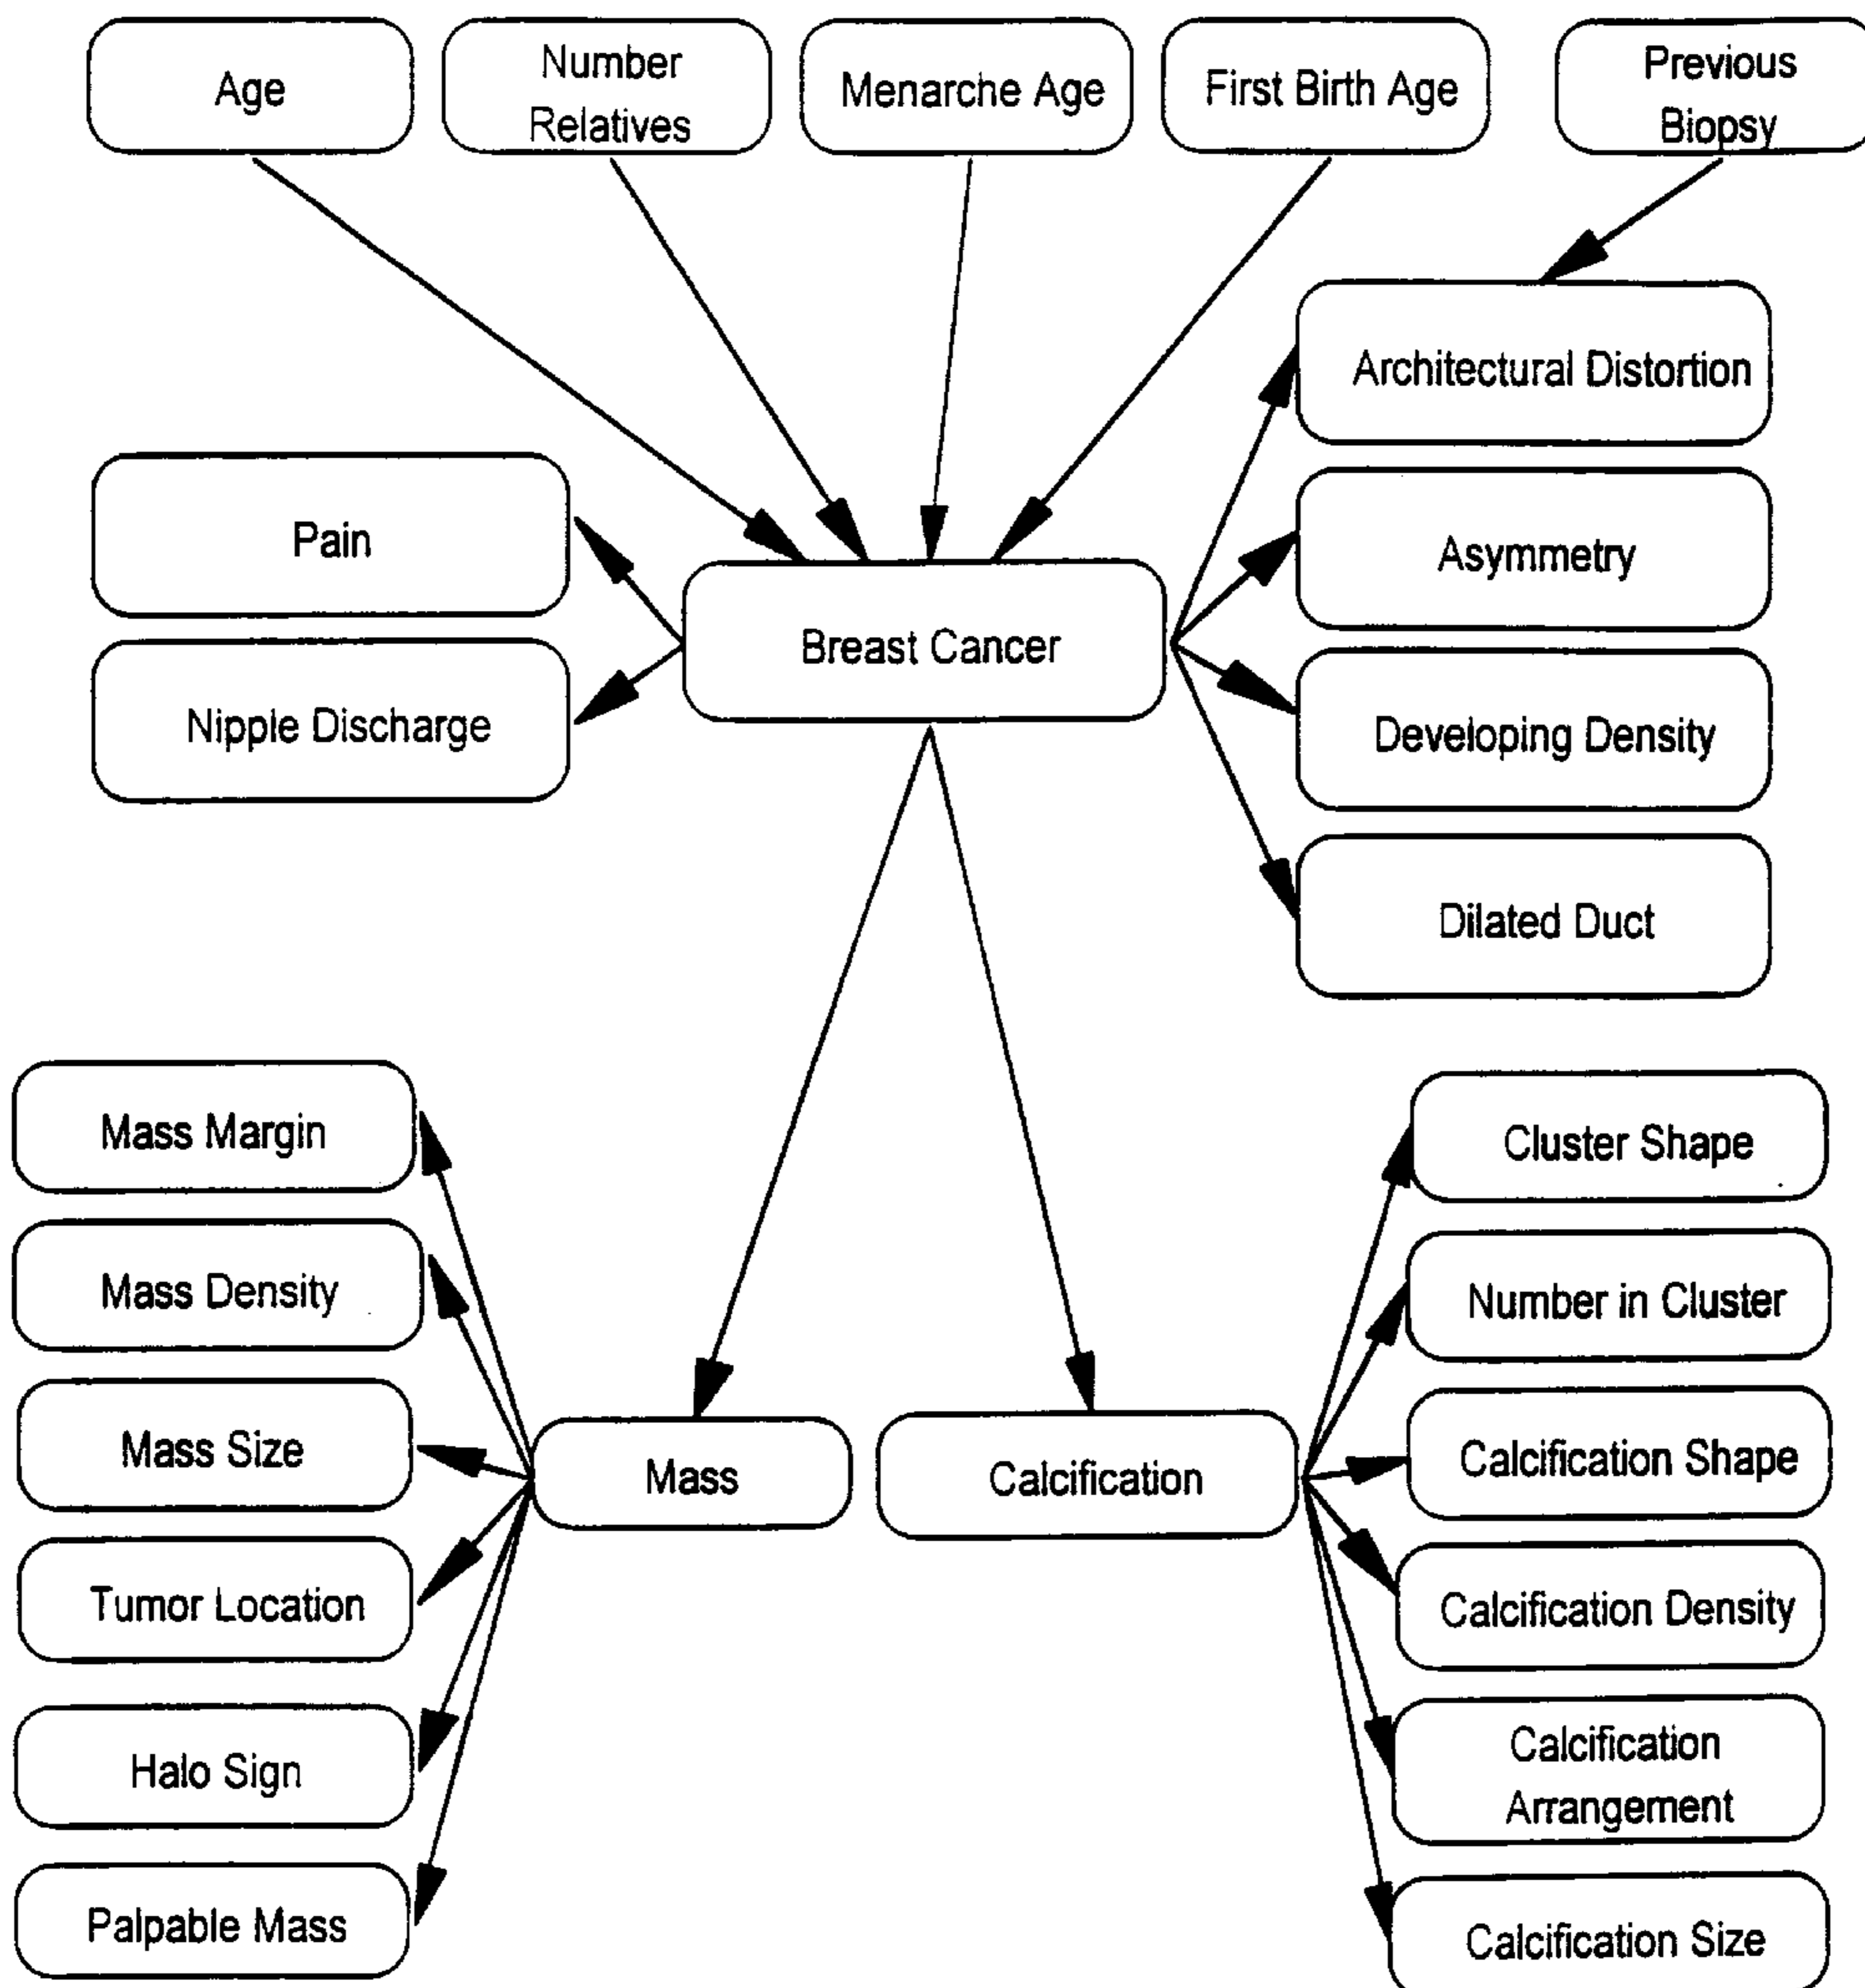 Age
Number
Relatives
Menarche Age
First Birth Age
Previous
Biopsy
Architectural Distortion
Pain
Asymmetry
Breast Cancer
Nipple Discharge
Developing Density
Dilated Duct
Mass Margin
Cluster Shape
Mass Density
Number in Cluster
Mass Size
Mass
Calcification
Calcification Shape
Tumor Location
Calcification Density
Halo Sign
Calcification
Arrangement
Palpable Mass
Calcification Size